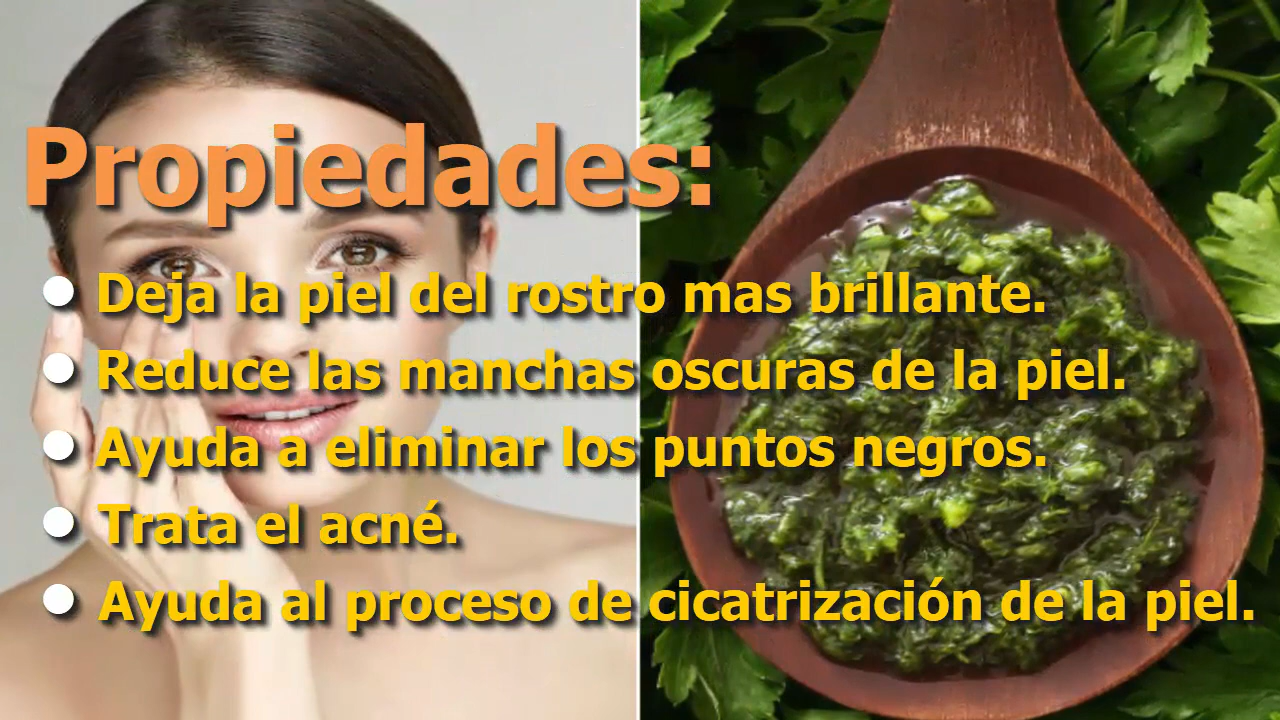 Propiedades:
• Deja la piel del rostro mas brillante.
• Reduce las manchas oscuras de la piel.
• Ayuda a eliminar los puntos negros.
• Trata el acné.
• Ayuda al proceso de cicatrización de la piel.